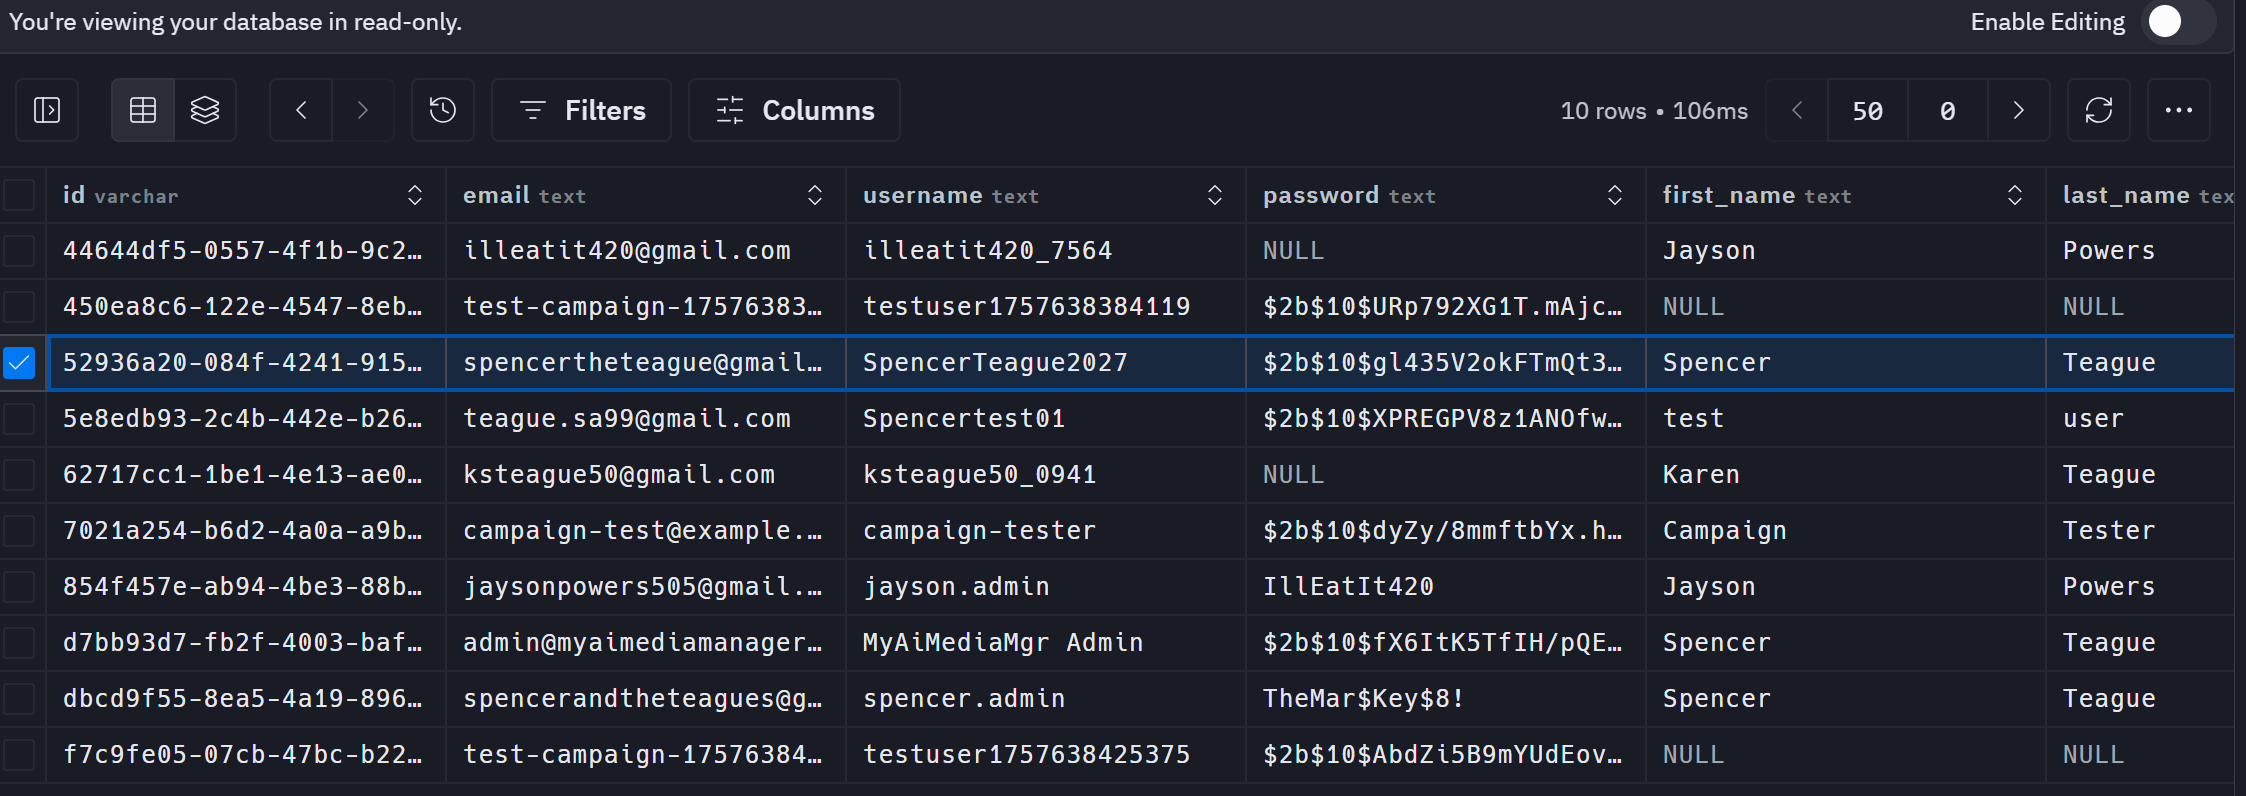 You're viewing your database in read-only. Enable Editing
Filters Columns 10 rows • 106ms 50 0
id varchar email text username text password text first_name text last_name tex
44644df5-0557-4f1b-9c2… illeatit420@gmail.com illeatit420_7564 NULL Jayson Powers
450ea8c6-122e-4547-8eb… test-campaign-17576383… testuser1757638384119 $2b$10$URp792XG1T.mAjc… NULL NULL
52936a20-084f-4241-915… spencertheteague@gmail… SpencerTeague2027 $2b$10$gl435V2okFTmQt3… Spencer Teague
5e8edb93-2c4b-442e-b26… teague.sa99@gmail.com Spencertest01 $2b$10$XPREGPV8z1ANOfw… test user
62717cc1-1be1-4e13-ae0… ksteague50@gmail.com ksteague50_0941 NULL Karen Teague
7021a254-b6d2-4a0a-a9b… campaign-test@example.… campaign-tester $2b$10$dyZy/8mmftbYx.h… Campaign Tester
854f457e-ab94-4be3-88b… jaysonpowers505@gmail.… jayson.admin IllEatIt420 Jayson Powers
d7bb93d7-fb2f-4003-baf… admin@myaimediamanager… MyAiMediaMgr Admin $2b$10$fX6ItK5TfIH/pQE… Spencer Teague
dbcd9f55-8ea5-4a19-896… spencerandtheteagues@g… spencer.admin TheMar$Key$8! Spencer Teague
f7c9fe05-07cb-47bc-b22… test-campaign-17576384… testuser1757638425375 $2b$10$AbdZi5B9mYUdEov… NULL NULL